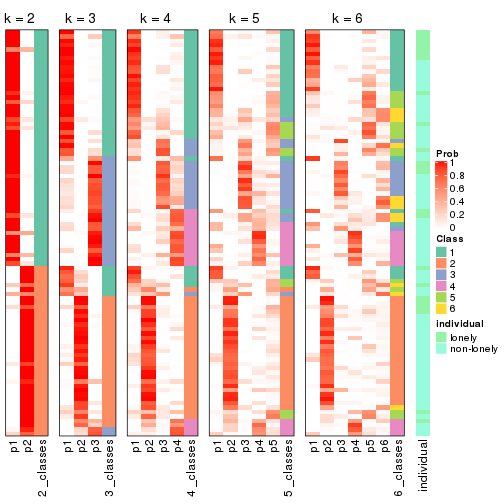 k = 2 k = 3 k = 4 k = 5 k = 6
Prob
1
0.8
0.6
0.4
0.2
0
Class
1
2
3
4
5
6
individual
lonely
non-lonely
p1 p2 2_classes p1 p2 p3 3_classes p1 p2 p3 p4 4_classes p1 p2 p3 p4 p5 5_classes p1 p2 p3 p4 p5 p6 6_classes individual